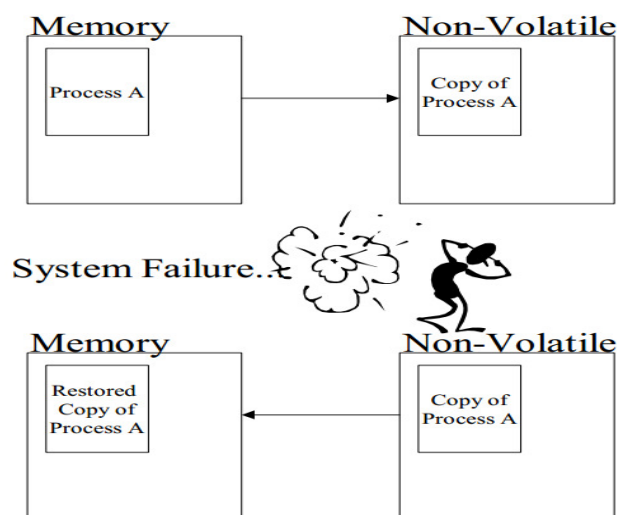 Memory
Non-Volatile
Process A
Copy of
Process A
System Failure...
Memory
Non-Volatile
Restored
Copy of
Process A
Copy of
Process A